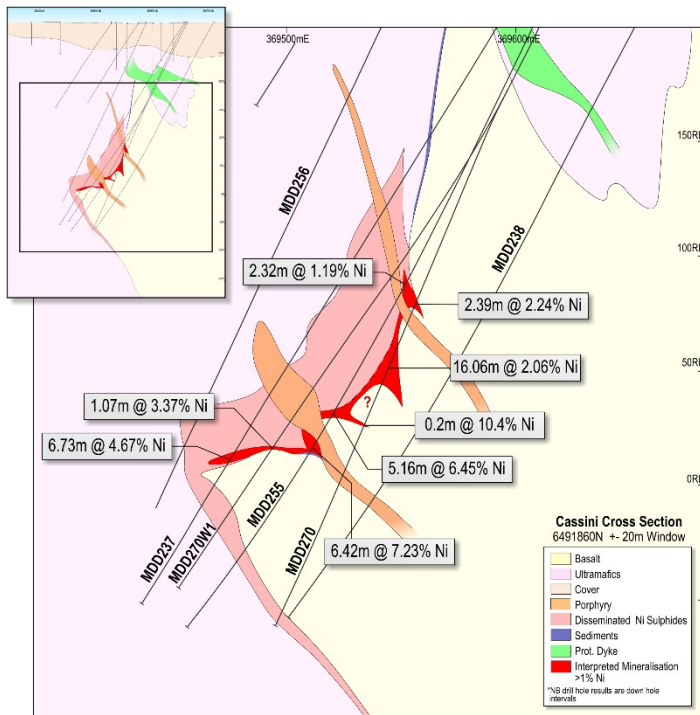 369500mE
369600mE
150RL
MDD256
100RL
MDD238
2.32m @ 1.19% Ni
2.39m @ 2.24% Ni
50RL
16.06m @ 2.06% Ni
?
1.07m @ 3.37% Ni
0.2m @ 10.4% Ni
6.73m @ 4.67% Ni
5.16m @ 6.45% Ni
0RL
MDD255
MDD237
MDD270W1
MDD270
6.42m @ 7.23% Ni
Cassini Cross Section
6491860N +- 20m Window
Basalt
Ultramafics
Cover
Porphyry
Disseminated Ni Sulphides
Sediments
Prot. Dyke
Interpreted Mineralisation
>1% Ni
*NB drill hole results are down hole
intervals